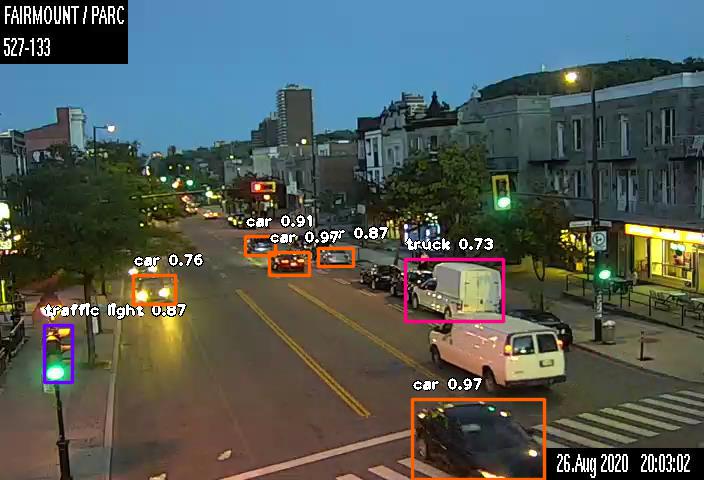 FAIRMOUNT / PARC
527-133
car 0.91
car 0.97
car 0.87
truck 0.73
car 0.76
traffic light 0.87
car 0.97
26.Aug 2020 20:03:02